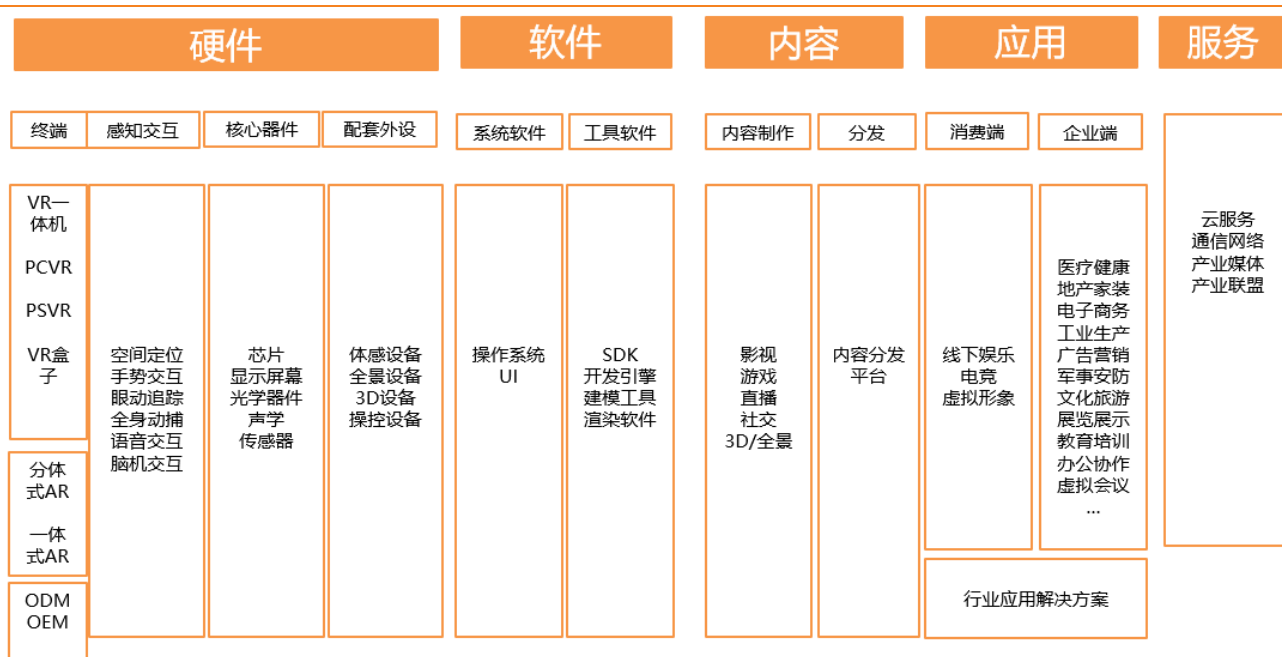 硬件
软件
内容
应用
服务
终端
感知交互
核心器件
配套外设
系统软件
工具软件
内容制作
分发
消费端
企业端
VR一
体机
PCVR
PSVR
VR盒
子
分体
式AR
一体
式AR
ODM
OEM
空间定位
手势交互
眼动追踪
全身动捕
语音交互
脑机交互
芯片
显示屏幕
光学器件
声学
传感器
体感设备
全景设备
3D设备
操控设备
操作系统
UI
SDK
开发引擎
建模工具
渲染软件
影视
游戏
直播
社交
3D/全景
内容分发
平台
线下娱乐
电竞
虚拟形象
医疗健康
地产家装
电子商务
工业生产
广告营销
军事安防
文化旅游
展览展示
教育培训
办公协作
虚拟会议
...
行业应用解决方案
云服务
通信网络
产业媒体
产业联盟